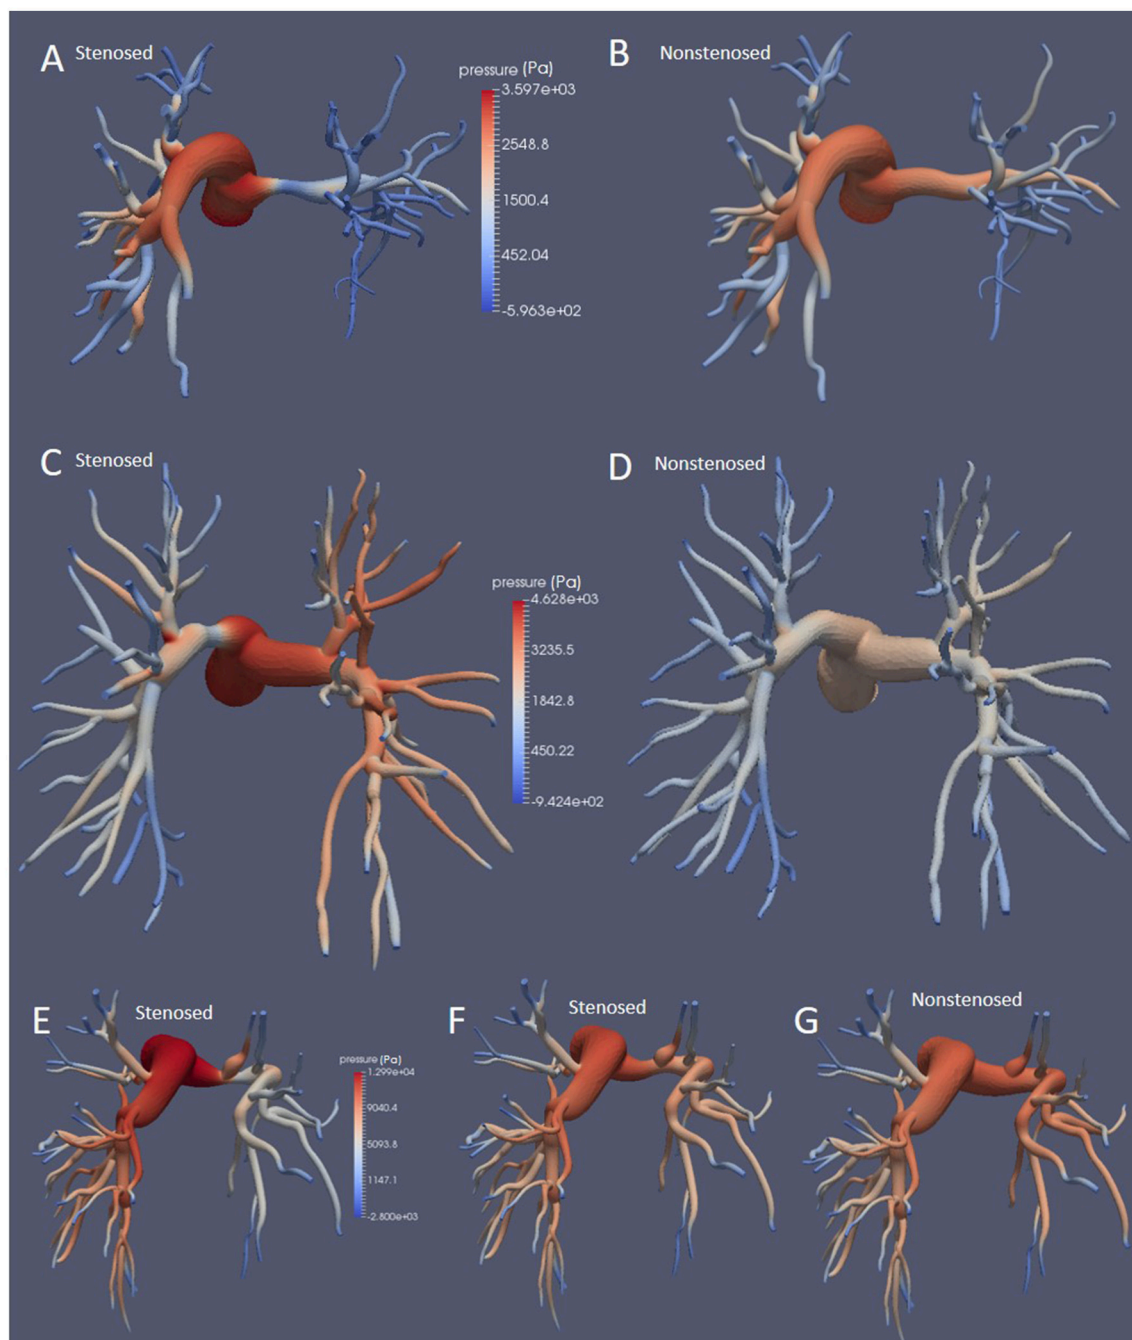 A Stenosed
pressure (Pa)
3.597e+03
2548.8
1500.4
452.04
-5.963e+02
B Nonstenosed
C Stenosed
pressure (Pa)
4.628e+03
3235.5
1842.8
450.22
-9.424e+02
D Nonstenosed
E Stenosed
pressure (Pa)
1.299e+04
9040.4
5093.8
1147.1
-2.800e+03
F Stenosed
G Nonstenosed